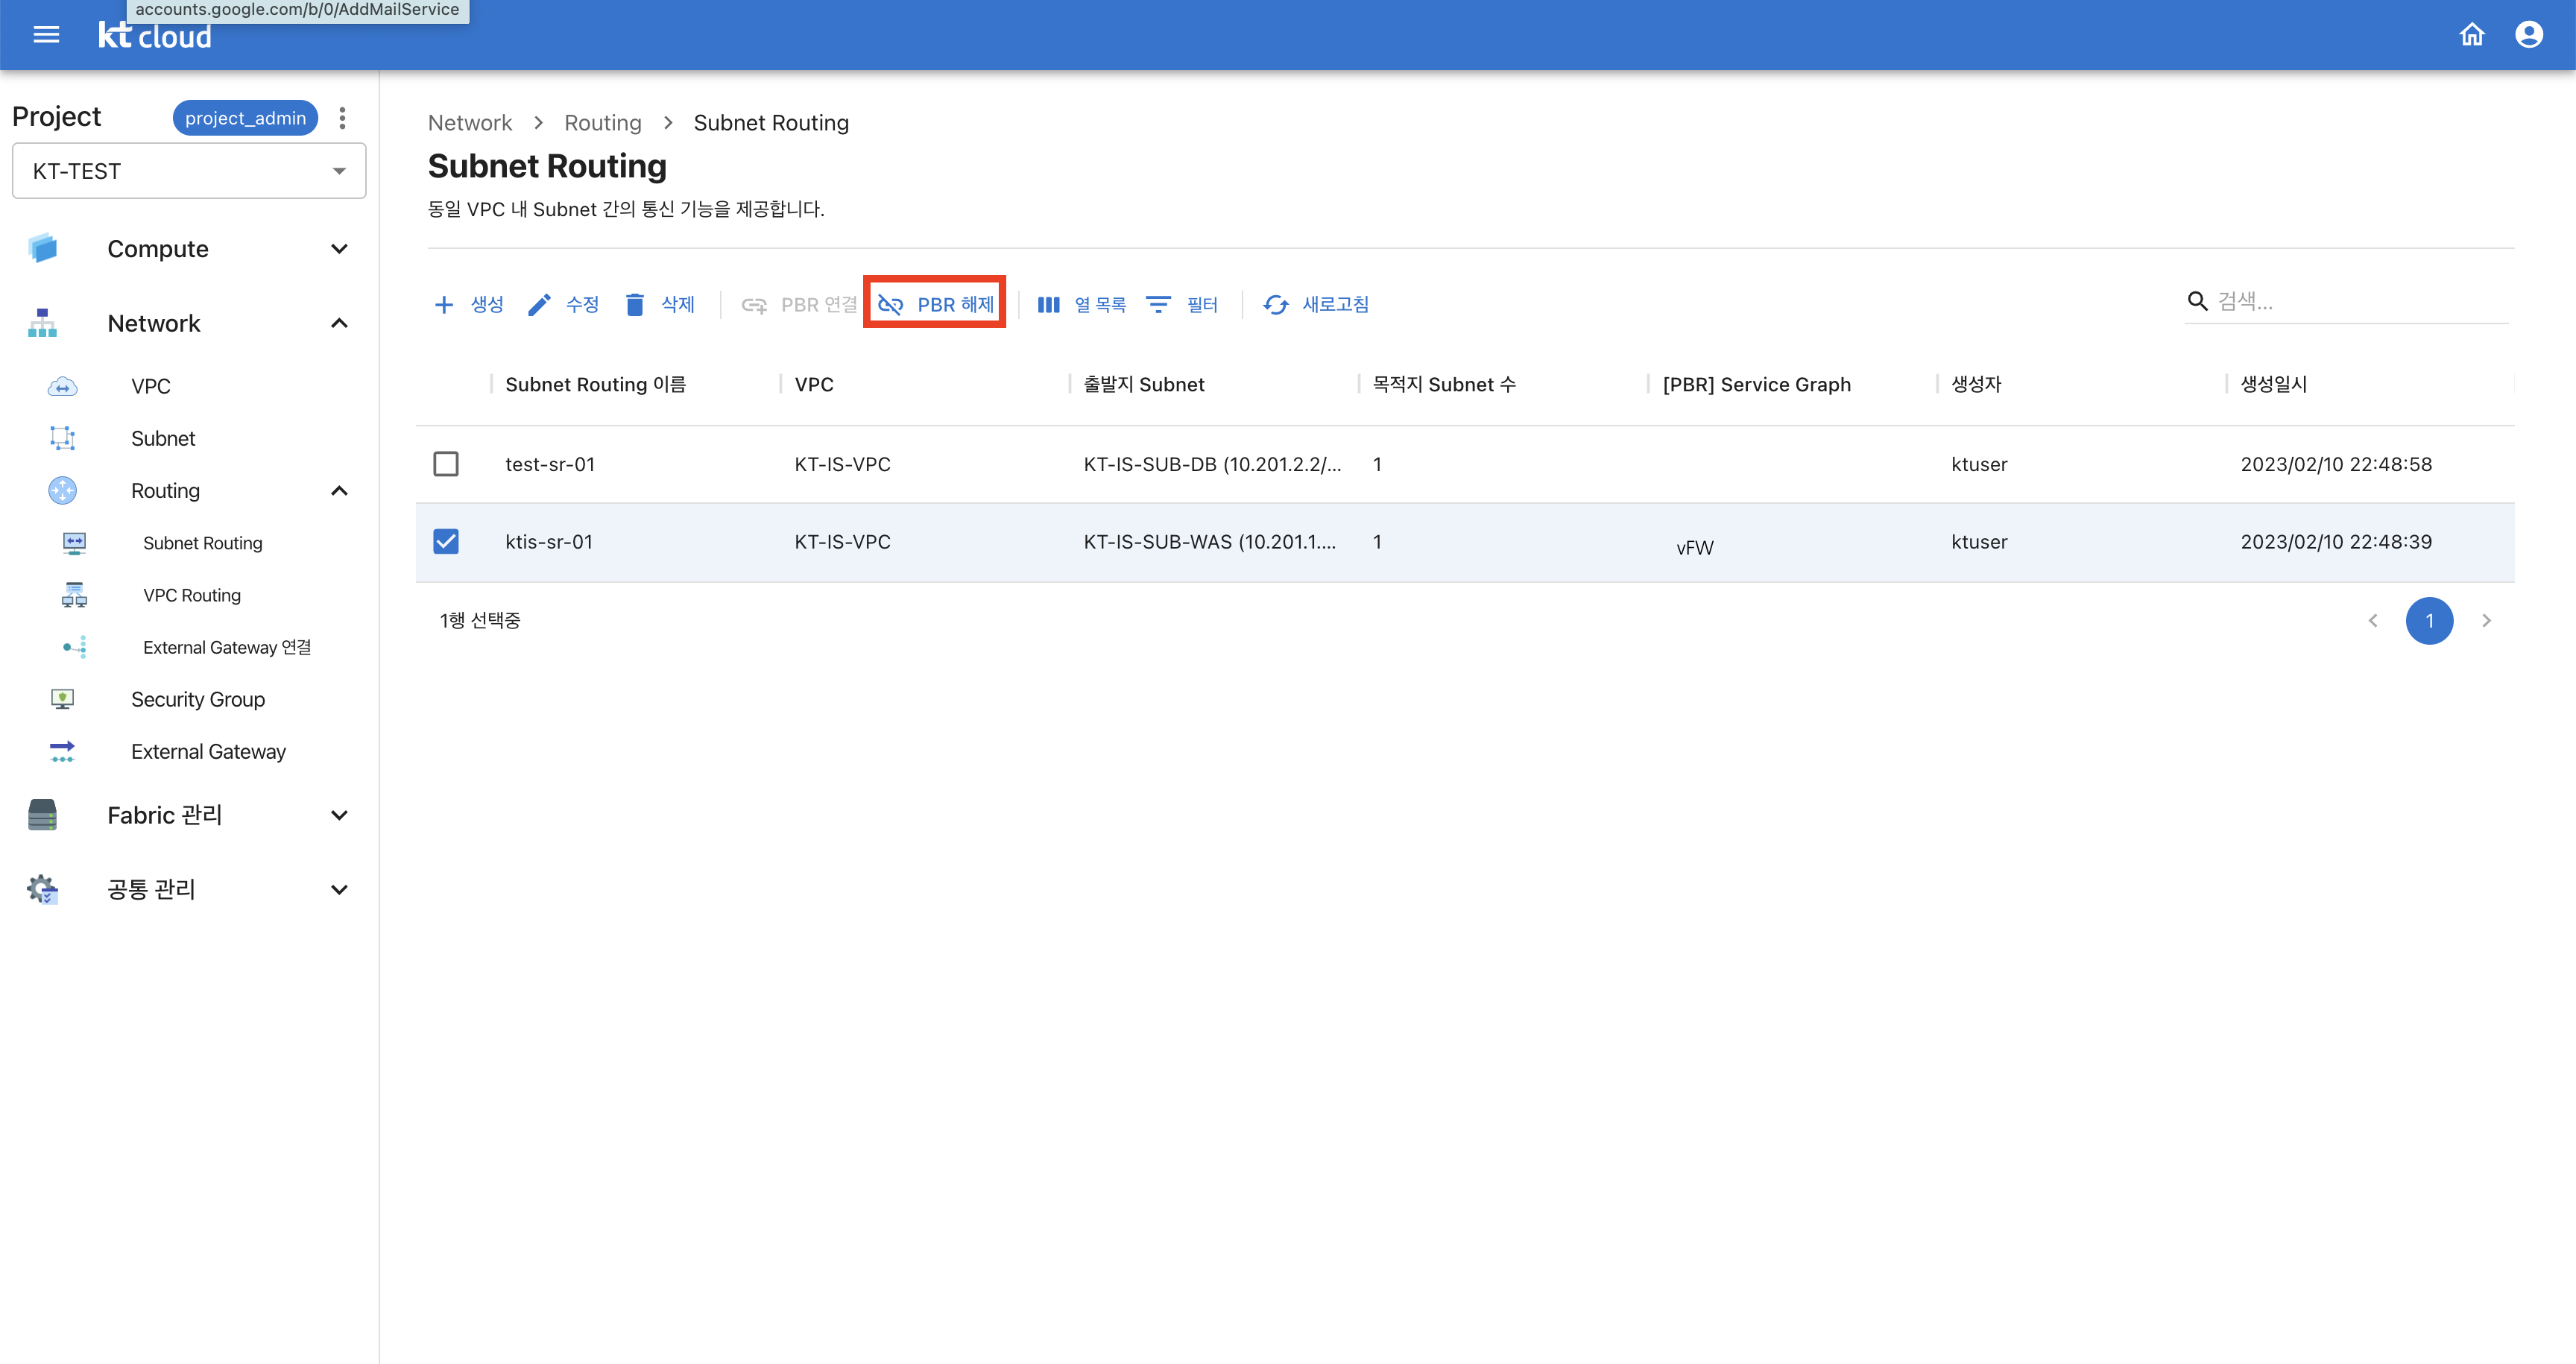 accounts.google.com/b/0/AddMailService
kt cloud
Project project_admin
KT-TEST
Compute
Network
VPC
Subnet
Routing
Subnet Routing
VPC Routing
External Gateway 연결
Security Group
External Gateway
Fabric 관리
공통 관리
Network > Routing > Subnet Routing
Subnet Routing
동일 VPC 내 Subnet 간의 통신 기능을 제공합니다.
생성 수정 삭제 PBR 연결 PBR 해제 열 목록 필터 새로고침 검색...
Subnet Routing 이름 VPC 출발지 Subnet 목적지 Subnet 수 [PBR] Service Graph 생성자 생성일시
test-sr-01 KT-IS-VPC KT-IS-SUB-DB (10.201.2.2/... 1 ktuser 2023/02/10 22:48:58
ktis-sr-01 KT-IS-VPC KT-IS-SUB-WAS (10.201.1.... 1 vFW ktuser 2023/02/10 22:48:39
1행 선택중 1